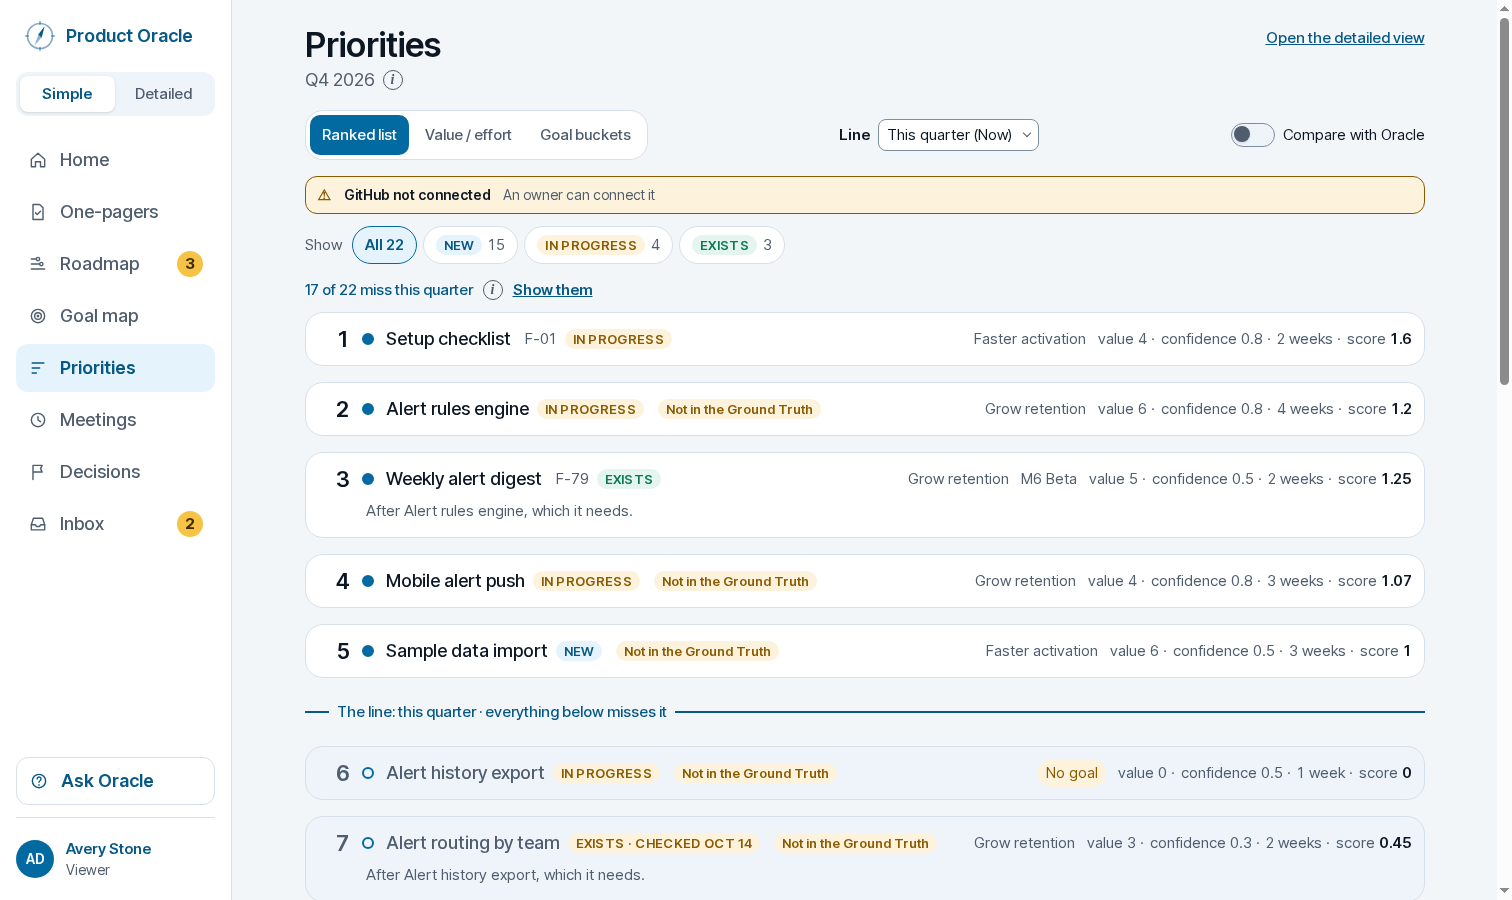 Product Oracle
Simple Detailed
Home
One-pagers
Roadmap 3
Goal map
Priorities
Meetings
Decisions
Inbox 2
Ask Oracle
AD Avery Stone
Viewer
Priorities
Open the detailed view
Q4 2026 i
Ranked list Value / effort Goal buckets
Line This quarter (Now)
Compare with Oracle
⚠ GitHub not connected An owner can connect it
Show All 22 NEW 15 IN PROGRESS 4 EXISTS 3
17 of 22 miss this quarter i Show them
1 Setup checklist F-01 IN PROGRESS Faster activation value 4 · confidence 0.8 · 2 weeks · score 1.6
2 Alert rules engine IN PROGRESS Not in the Ground Truth Grow retention value 6 · confidence 0.8 · 4 weeks · score 1.2
3 Weekly alert digest F-79 EXISTS Grow retention M6 Beta value 5 · confidence 0.5 · 2 weeks · score 1.25
After Alert rules engine, which it needs.
4 Mobile alert push IN PROGRESS Not in the Ground Truth Grow retention value 4 · confidence 0.8 · 3 weeks · score 1.07
5 Sample data import NEW Not in the Ground Truth Faster activation value 6 · confidence 0.5 · 3 weeks · score 1
The line: this quarter · everything below misses it
6 Alert history export IN PROGRESS Not in the Ground Truth No goal value 0 · confidence 0.5 · 1 week · score 0
7 Alert routing by team EXISTS · CHECKED OCT 14 Not in the Ground Truth Grow retention value 3 · confidence 0.3 · 2 weeks · score 0.45
After Alert history export, which it needs.